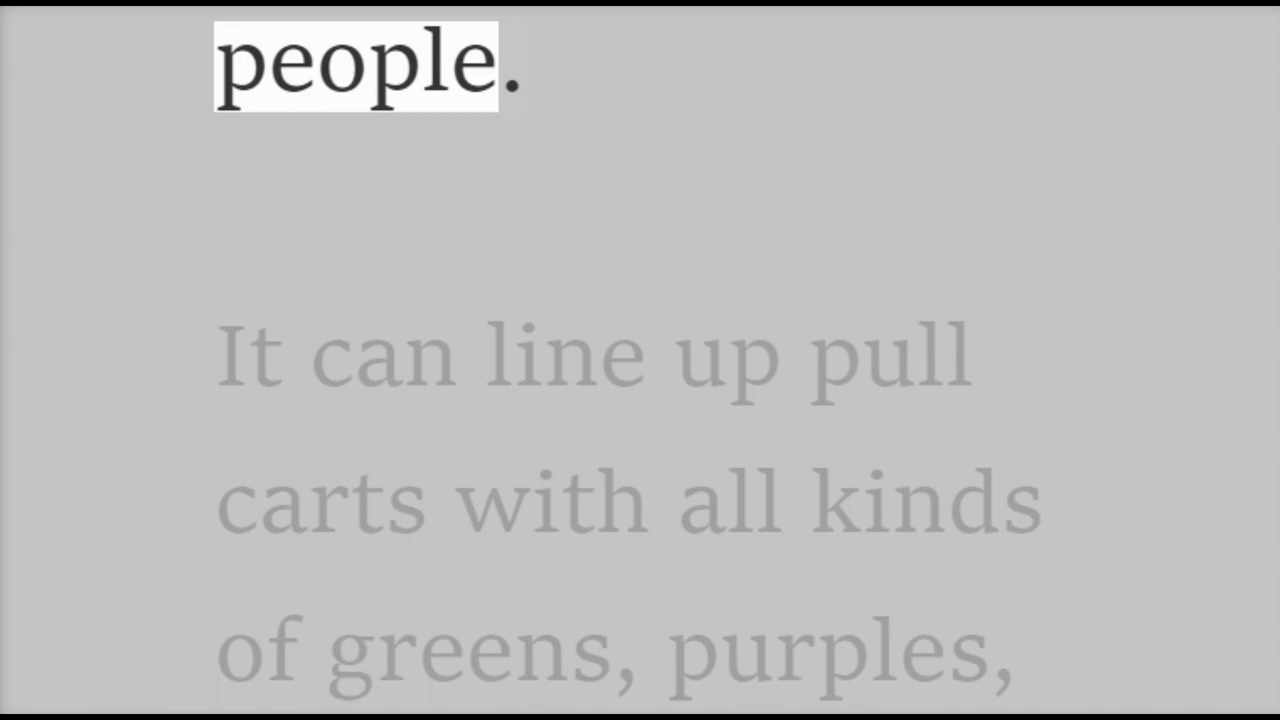 people.
It can line up pull
carts with all kinds
of greens, purples,